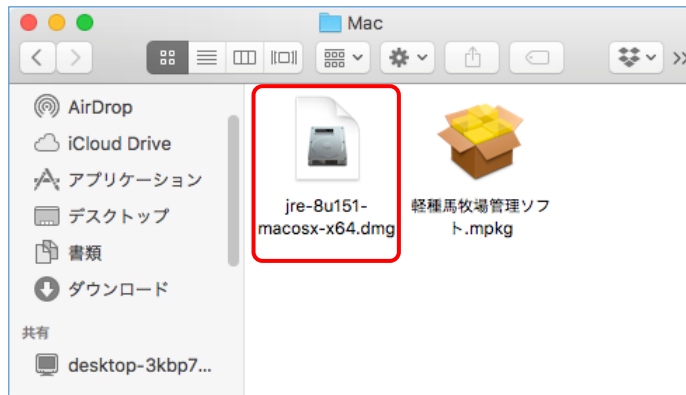 Mac
AirDrop
iCloud Drive
アプリケーション
デスクトップ
書類
ダウンロード
共有
desktop-3kbp7...
jre-8u151-
macosx-x64.dmg
軽種馬牧場管理ソフ
ト.mpkg